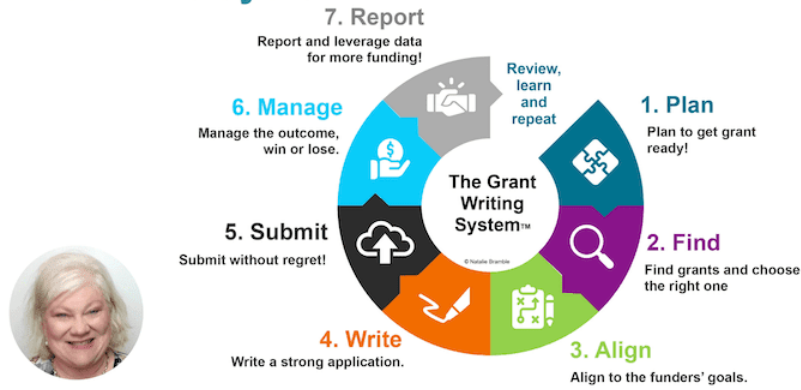 7. Report
Report and leverage data
for more funding!
Review,
learn
and
repeat
1. Plan
Plan to get grant
ready!
6. Manage
Manage the outcome,
win or lose.
The Grant
Writing
System™
© Natalie Bramble
5. Submit
Submit without regret!
2. Find
Find grants and choose
the right one
4. Write
Write a strong application.
3. Align
Align to the funders’ goals.